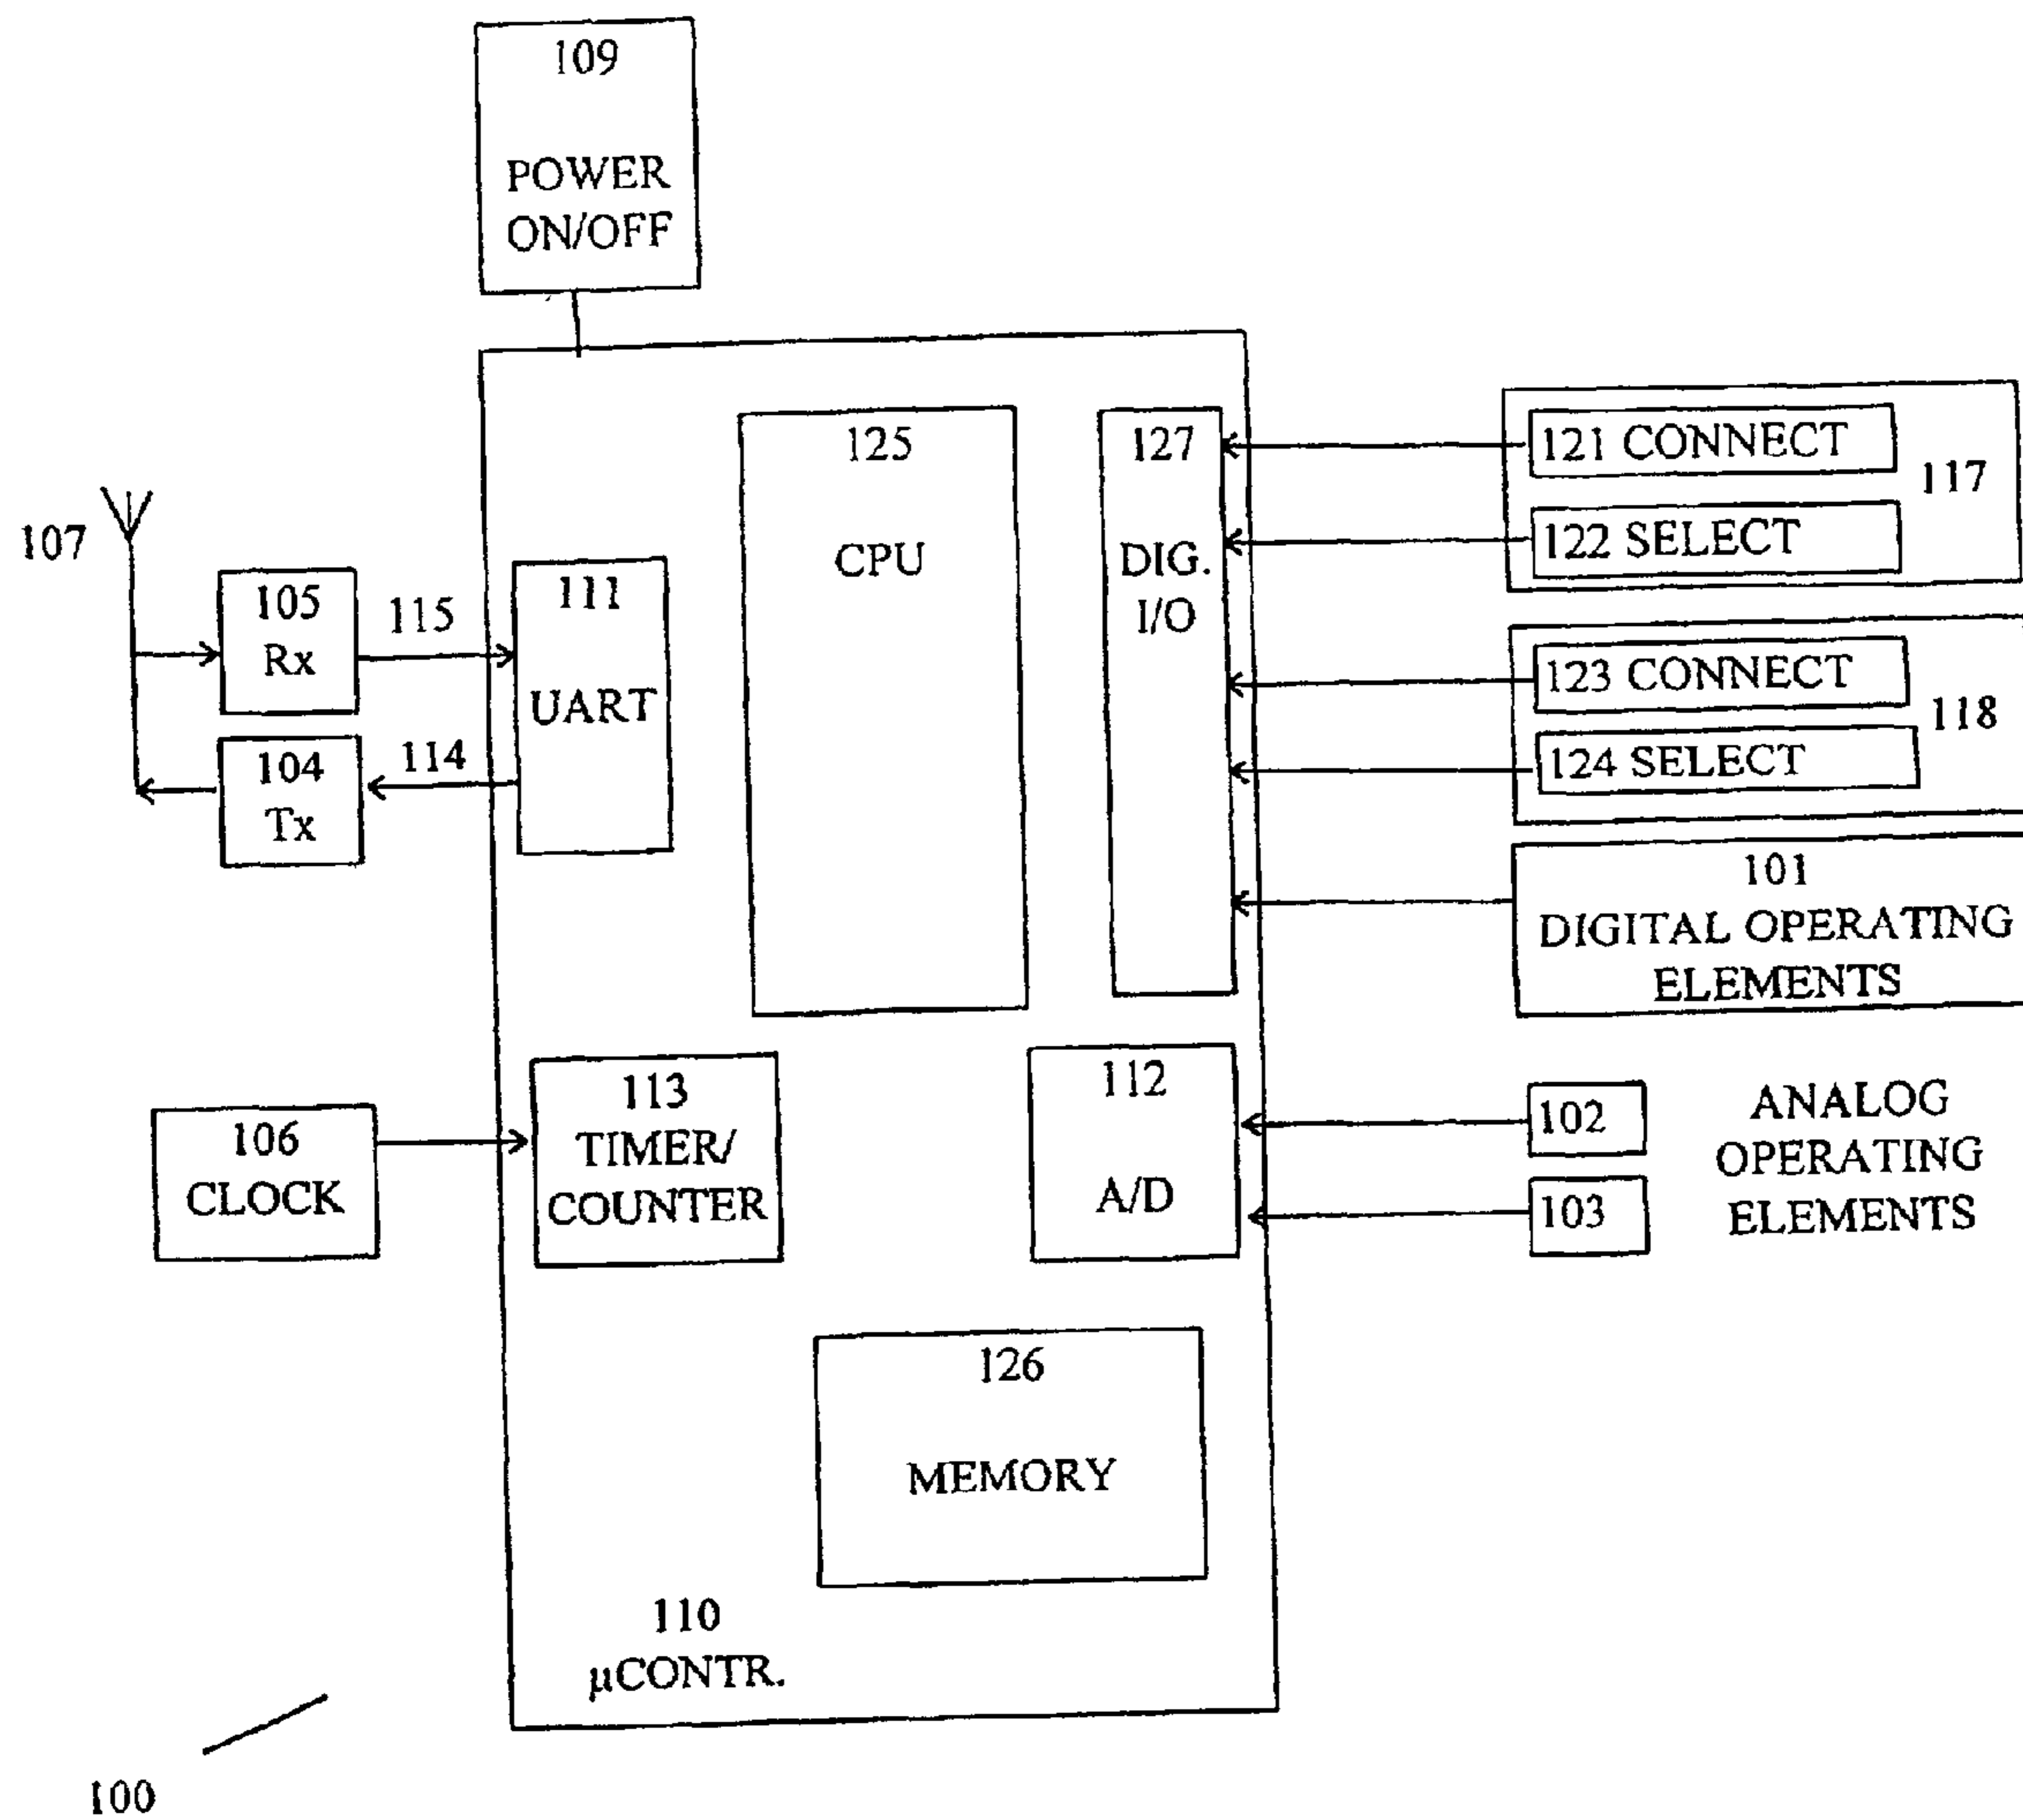 109
POWER
ON/OFF
107
105
Rx
115
104
Tx
114
111
UART
125
CPU
127
DIG.
I/O
121 CONNECT
122 SELECT
117
123 CONNECT
124 SELECT
118
101
DIGITAL OPERATING
ELEMENTS
106
CLOCK
113
TIMER/
COUNTER
112
A/D
102
103
ANALOG
OPERATING
ELEMENTS
126
MEMORY
110
µCONTR.
100